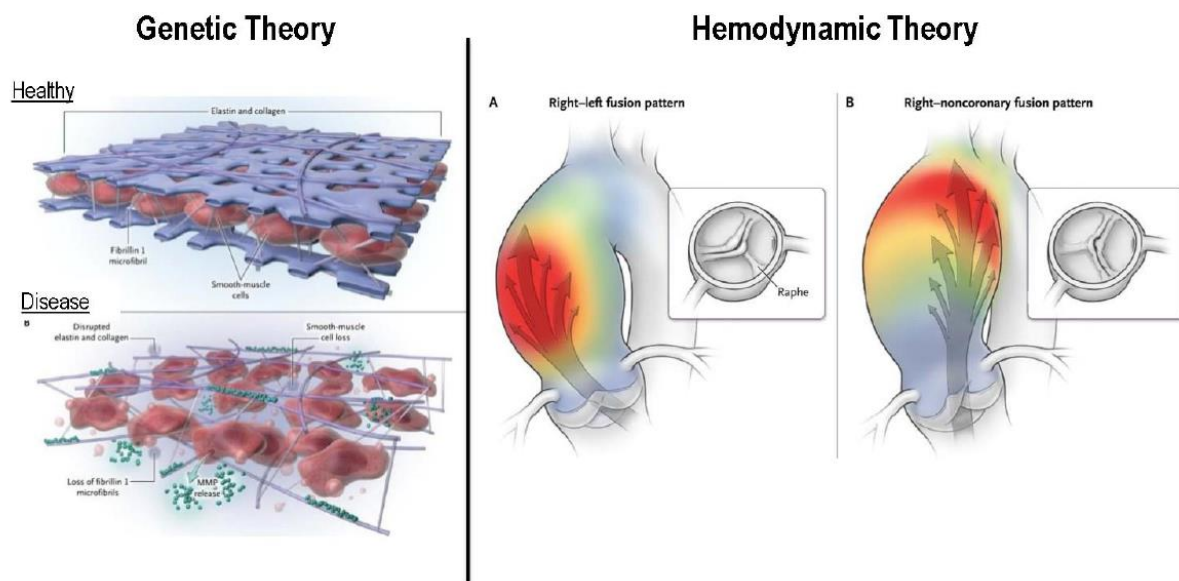 Genetic Theory
Healthy
Elastin and collagen
Fibrillin 1
microfibril
Smooth-muscle
cells
Disease
B
Disrupted
elastin and collagen
Smooth-muscle
cell loss
Loss of fibrillin 1
microfibrils
MMP
release
Hemodynamic Theory
A
Right–left fusion pattern
Raphe
B
Right–noncoronary fusion pattern